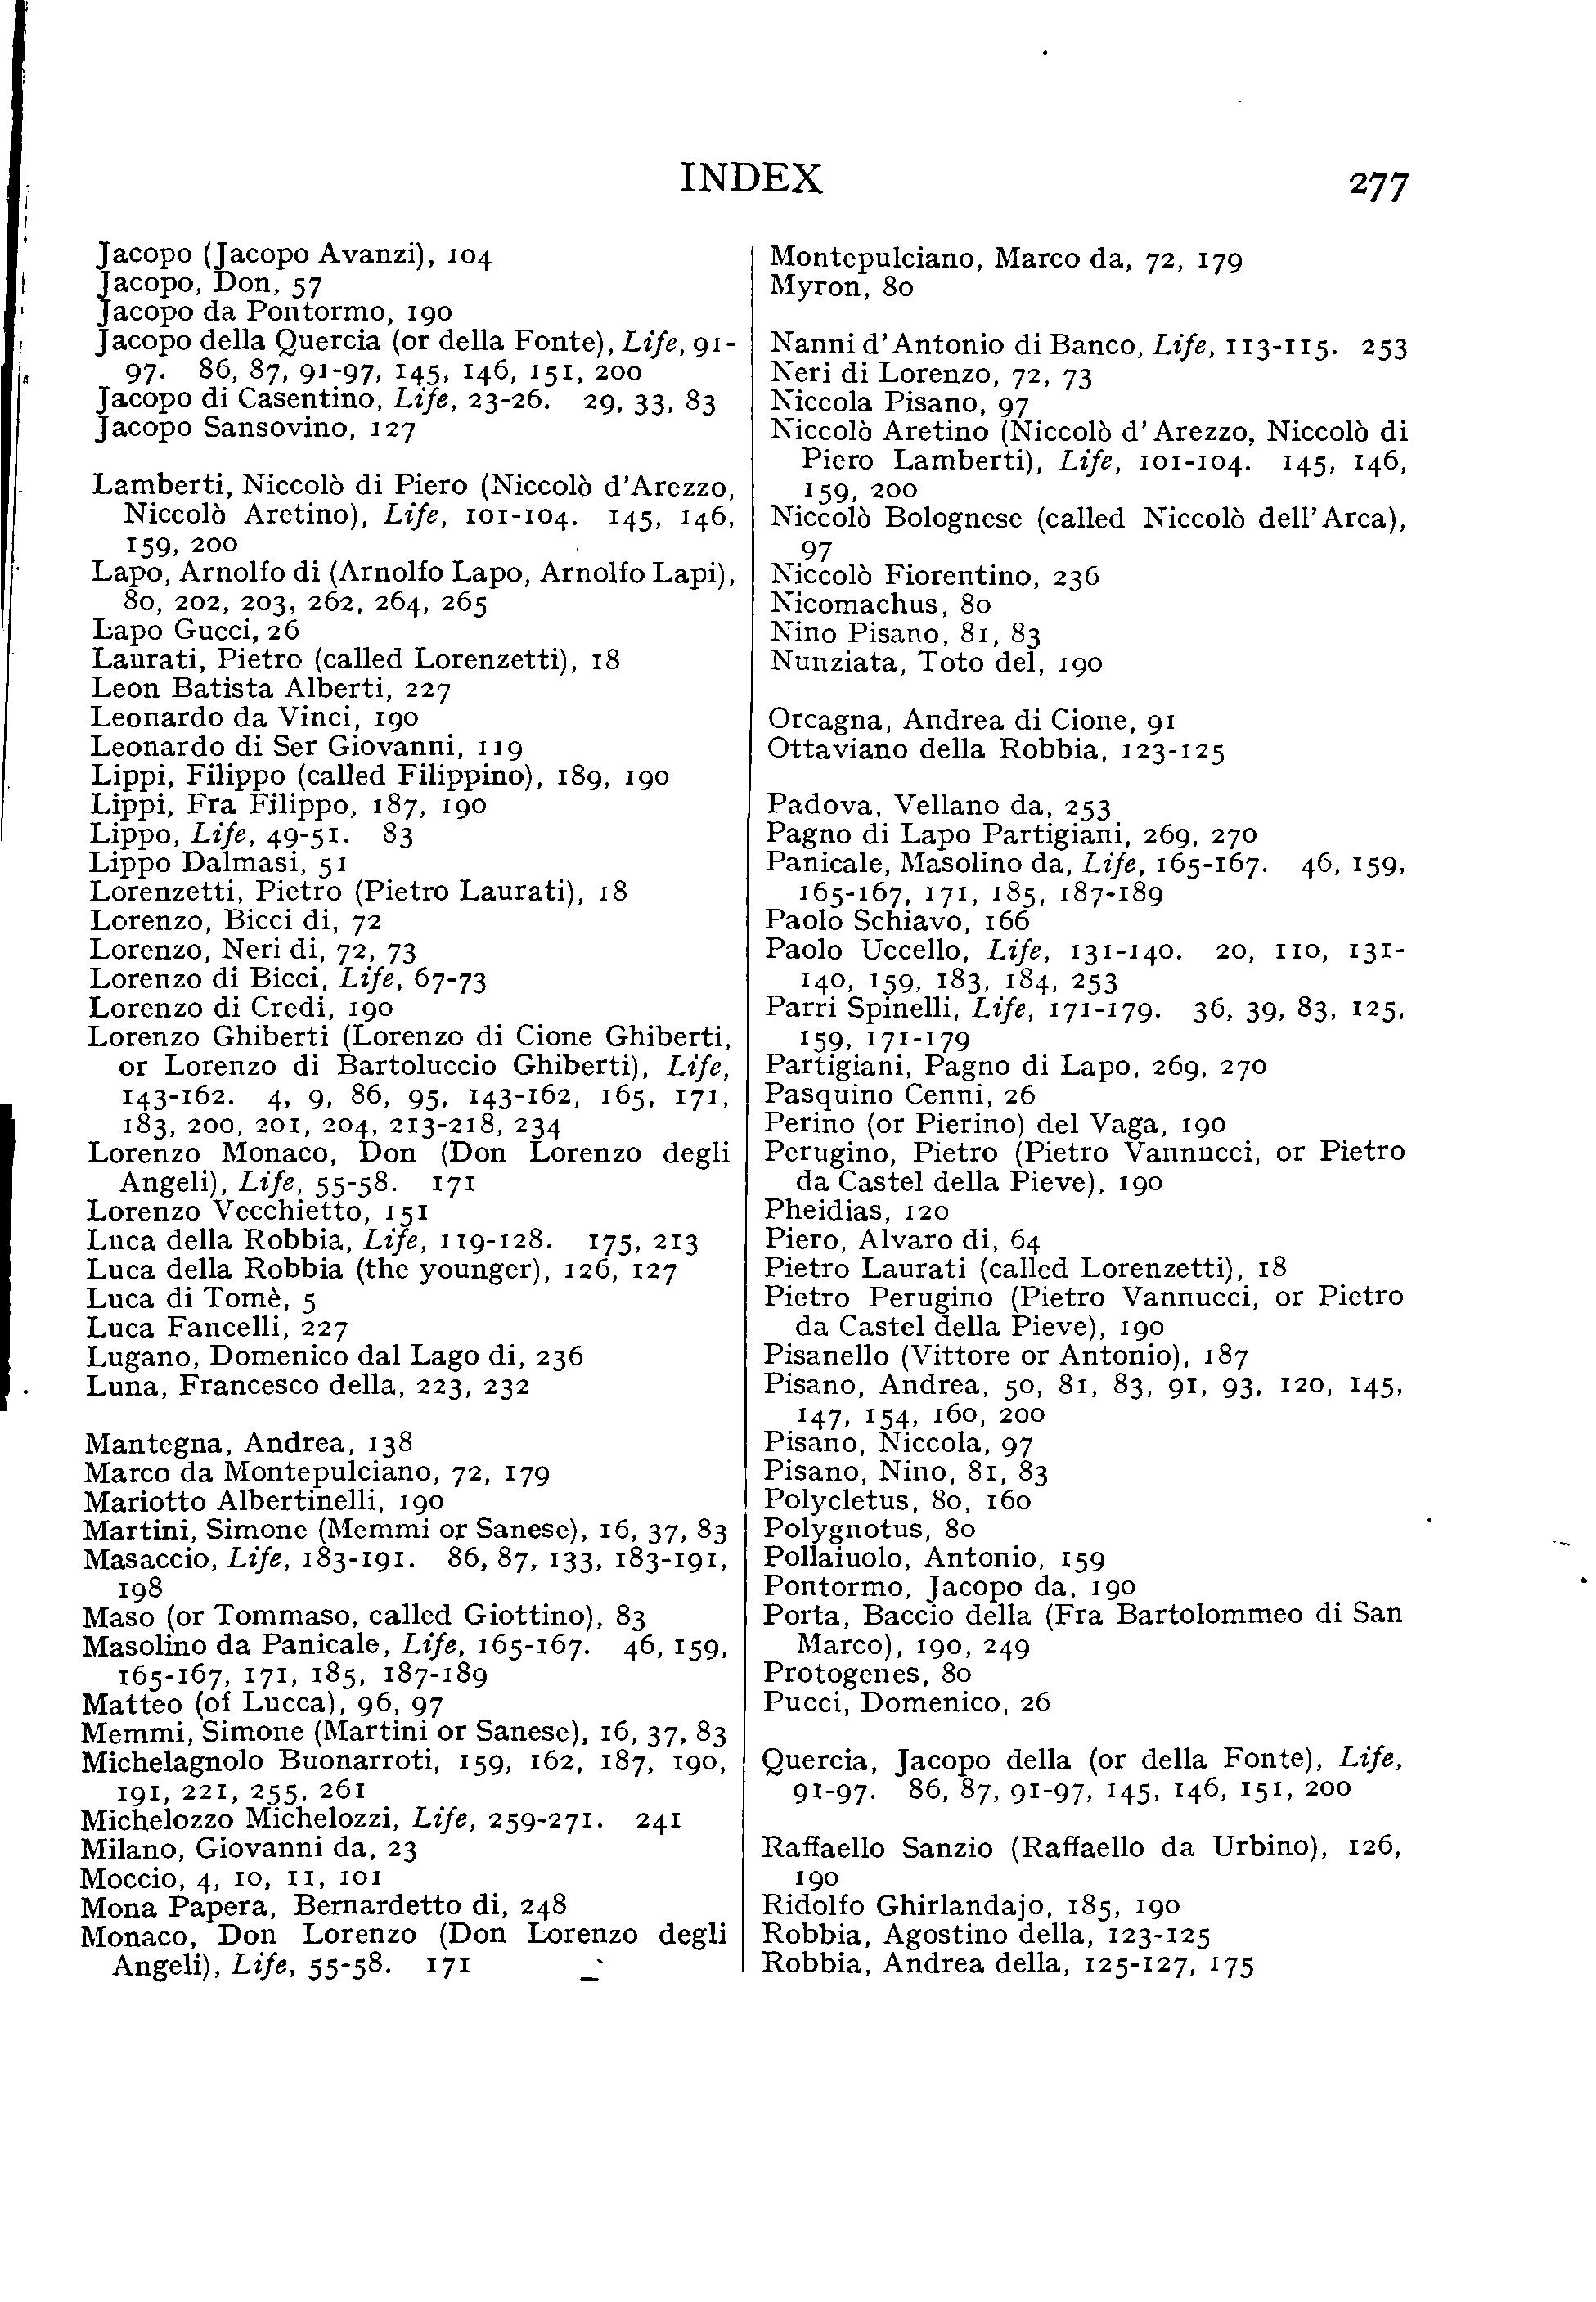 INDEX
277
Jacopo (Jacopo Avanzi), 104
Jacopo, Don, 57
Jacopo da Pontormo, 190
Jacopo della Quercia (or della Fonte), Life, 91-
97. 86, 87, 91-97, 145, 146, 151, 200
Jacopo di Casentino, Life, 23-26. 29, 33, 83
Jacopo Sansovino, 127
Lamberti, Niccolò di Piero (Niccolò d'Arezzo,
Niccolò Aretino), Life, 101-104. 145, 146,
159, 200
Lapo, Arnolfo di (Arnolfo Lapo, Arnolfo Lapi),
80, 202, 203, 262, 264, 265
Lapo Gucci, 26
Laurati, Pietro (called Lorenzetti), 18
Leon Batista Alberti, 227
Leonardo da Vinci, 190
Leonardo di Ser Giovanni, 119
Lippi, Filippo (called Filippino), 189, 190
Lippi, Fra Filippo, 187, 190
Lippo, Life, 49-51. 83
Lippo Dalmasi, 51
Lorenzetti, Pietro (Pietro Laurati), 18
Lorenzo, Bicci di, 72
Lorenzo, Neri di, 72, 73
Lorenzo di Bicci, Life, 67-73
Lorenzo di Credi, 190
Lorenzo Ghiberti (Lorenzo di Cione Ghiberti,
or Lorenzo di Bartoluccio Ghiberti), Life,
143-162. 4, 9, 86, 95, 143-162, 165, 171,
183, 200, 201, 204, 213-218, 234
Lorenzo Monaco, Don (Don Lorenzo degli
Angeli), Life, 55-58. 171
Lorenzo Vecchietto, 151
Luca della Robbia, Life, 119-128. 175, 213
Luca della Robbia (the younger), 126, 127
Luca di Tomè, 5
Luca Fancelli, 227
Lugano, Domenico dal Lago di, 236
Luna, Francesco della, 223, 232
Mantegna, Andrea, 138
Marco da Montepulciano, 72, 179
Mariotto Albertinelli, 190
Martini, Simone (Memmi or Sanese), 16, 37, 83
Masaccio, Life, 183-191. 86, 87, 133, 183-191,
198
Maso (or Tommaso, called Giottino), 83
Masolino da Panicale, Life, 165-167. 46, 159,
165-167, 171, 185, 187-189
Matteo (of Lucca), 96, 97
Memmi, Simone (Martini or Sanese), 16, 37, 83
Michelagnolo Buonarroti, 159, 162, 187, 190,
191, 221, 255, 261
Michelozzo Michelozzi, Life, 259-271. 241
Milano, Giovanni da, 23
Moccio, 4, 10, 11, 101
Mona Papera, Bernardetto di, 248
Monaco, Don Lorenzo (Don Lorenzo degli
Angeli), Life, 55-58. 171
Montepulciano, Marco da, 72, 179
Myron, 80
Nanni d'Antonio di Banco, Life, 113-115. 253
Neri di Lorenzo, 72, 73
Niccola Pisano, 97
Niccolò Aretino (Niccolò d'Arezzo, Niccolò di
Piero Lamberti), Life, 101-104. 145, 146,
159, 200
Niccolò Bolognese (called Niccolò dell'Arca),
97
Niccolò Fiorentino, 236
Nicomachus, 80
Nino Pisano, 81, 83
Nunziata, Toto del, 190
Orcagna, Andrea di Cione, 91
Ottaviano della Robbia, 123-125
Padova, Vellano da, 253
Pagno di Lapo Partigiani, 269, 270
Panicale, Masolino da, Life, 165-167. 46, 159,
165-167, 171, 185, 187-189
Paolo Schiavo, 166
Paolo Uccello, Life, 131-140. 20, 110, 131-
140, 159, 183, 184, 253
Parri Spinelli, Life, 171-179. 36, 39, 83, 125,
159, 171-179
Partigiani, Pagno di Lapo, 269, 270
Pasquino Cenni, 26
Perino (or Pierino) del Vaga, 190
Perugino, Pietro (Pietro Vannucci, or Pietro
da Castel della Pieve), 190
Pheidias, 120
Piero, Alvaro di, 64
Pietro Laurati (called Lorenzetti), 18
Pietro Perugino (Pietro Vannucci, or Pietro
da Castel della Pieve), 190
Pisanello (Vittore or Antonio), 187
Pisano, Andrea, 50, 81, 83, 91, 93, 120, 145,
147, 154, 160, 200
Pisano, Niccola, 97
Pisano, Nino, 81, 83
Polycletus, 80, 160
Polygnotus, 80
Pollaiuolo, Antonio, 159
Pontormo, Jacopo da, 190
Porta, Baccio della (Fra Bartolommeo di San
Marco), 190, 249
Protogenes, 80
Pucci, Domenico, 26
Quercia, Jacopo della (or della Fonte), Life,
91-97. 86, 87, 91-97, 145, 146, 151, 200
Raffaello Sanzio (Raffaello da Urbino), 126,
190
Ridolfo Ghirlandajo, 185, 190
Robbia, Agostino della, 123-125
Robbia, Andrea della, 125-127, 175